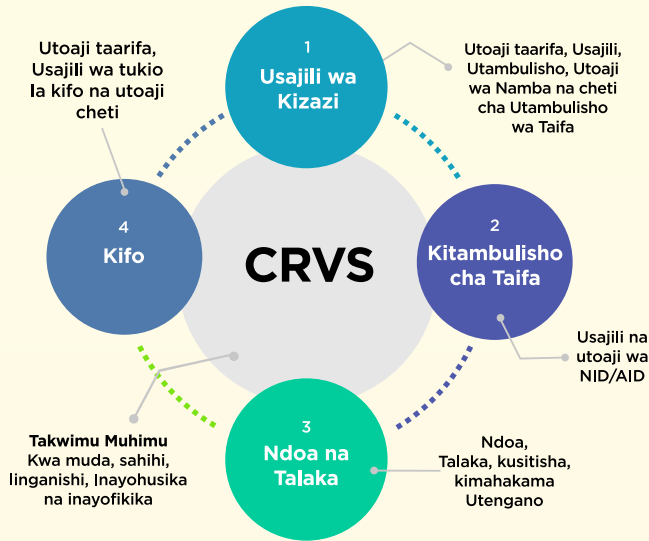 Utoaji taarifa,
Usajili wa tukio
la kifo na utoaji
cheti
1
Usajili wa
Kizazi
Utoaji taarifa, Usajili,
Utambulisho, Utoaji
wa Namba na cheti
cha Utambulisho
wa Taifa
4
Kifo
CRVS
2
Kitambulisho
cha Taifa
Usajili na
utoaji wa
NID/AID
Takwimu Muhimu
Kwa muda, sahihi,
linganishi, Inayohusika
na inayofikika
3
Ndoa na
Talaka
Ndoa,
Talaka, kusitisha,
kimahakama
Utengano